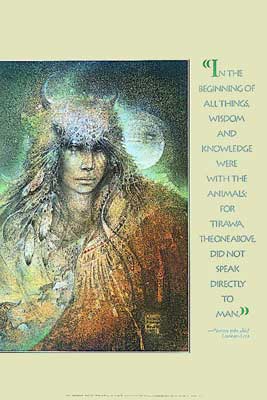 “IN THE
BEGINNING OF
ALL THINGS,
WISDOM
AND
KNOWLEDGE
WERE
WITH THE
ANIMALS;
FOR
TIRAWA,
THE ONE ABOVE,
DID NOT
SPEAK
DIRECTLY
TO
MAN.”